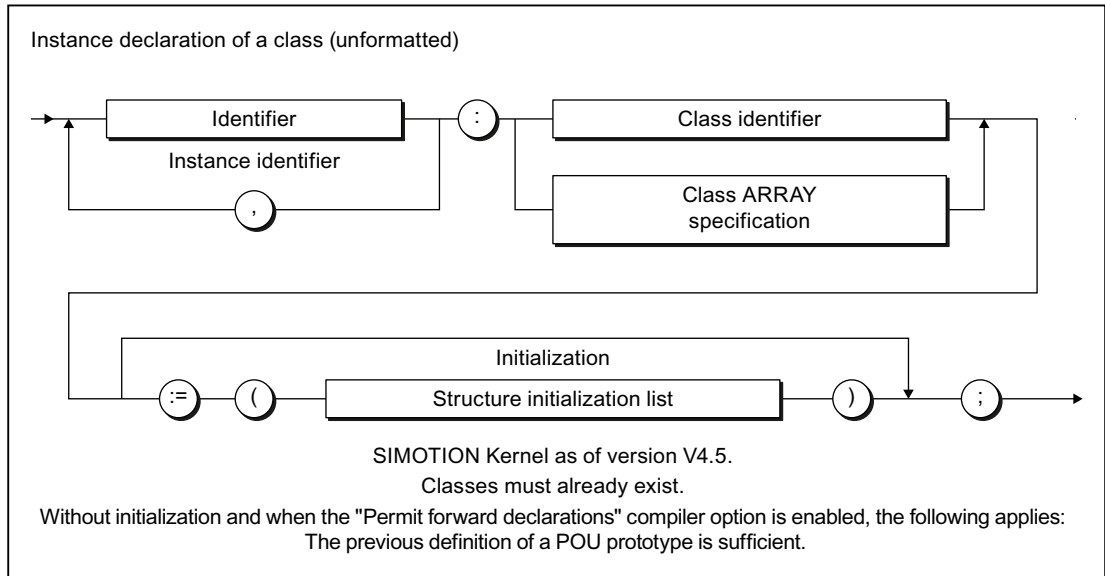 Instance declaration of a class (unformatted)
Identifier
:
Class identifier
Instance identifier
,
Class ARRAY
specification
Initialization
:=
(
Structure initialization list
)
;
SIMOTION Kernel as of version V4.5.
Classes must already exist.
Without initialization and when the "Permit forward declarations" compiler option is enabled, the following applies:
The previous definition of a POU prototype is sufficient.